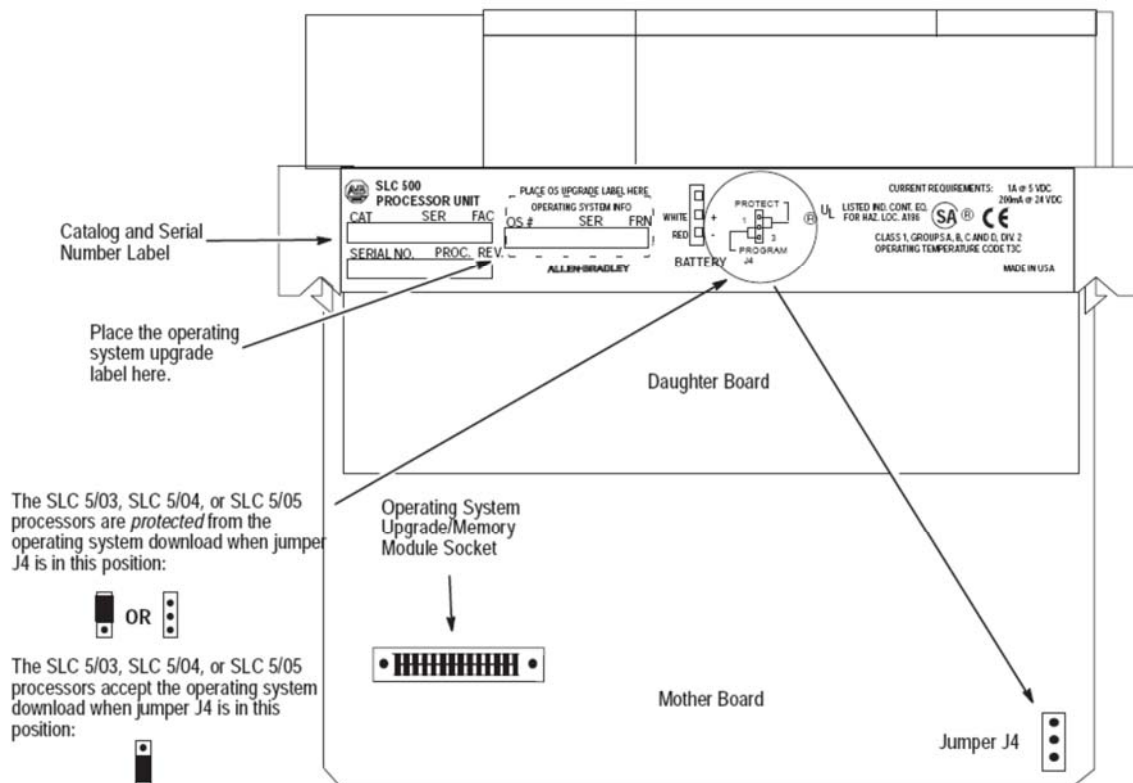 SLC 500
PROCESSOR UNIT
CAT SER FAC
SERIAL NO. PROC. REV.
PLACE OS UPGRADE LABEL HERE
OPERATING SYSTEM INFO
OS # SER FRN
ALLEN-BRADLEY
WHITE +
RED -
BATTERY
PROTECT
1
3
PROGRAM
J4
UL
LISTED IND. CONT. EQ.
FOR HAZ. LOC. A196
SA ® CE
CURRENT REQUIREMENTS: 1A @ 5 VDC
200mA @ 24 VDC
CLASS 1, GROUPS A, B, C AND D, DIV. 2
OPERATING TEMPERATURE CODE T3C
MADE IN USA
Catalog and Serial
Number Label
Place the operating
system upgrade
label here.
Daughter Board
The SLC 5/03, SLC 5/04, or SLC 5/05
processors are protected from the
operating system download when jumper
J4 is in this position:
OR
The SLC 5/03, SLC 5/04, or SLC 5/05
processors accept the operating system
download when jumper J4 is in this
position:
Operating System
Upgrade/Memory
Module Socket
Mother Board
Jumper J4